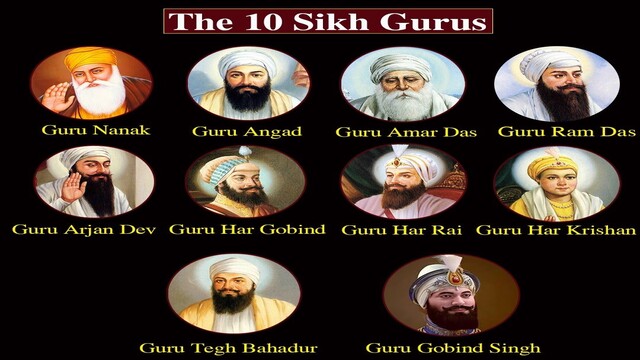 The 10 Sikh Gurus
Guru Nanak
Guru Angad
Guru Amar Das
Guru Ram Das
Guru Arjan Dev
Guru Har Gobind
Guru Har Rai
Guru Har Krishan
Guru Tegh Bahadur
Guru Gobind Singh